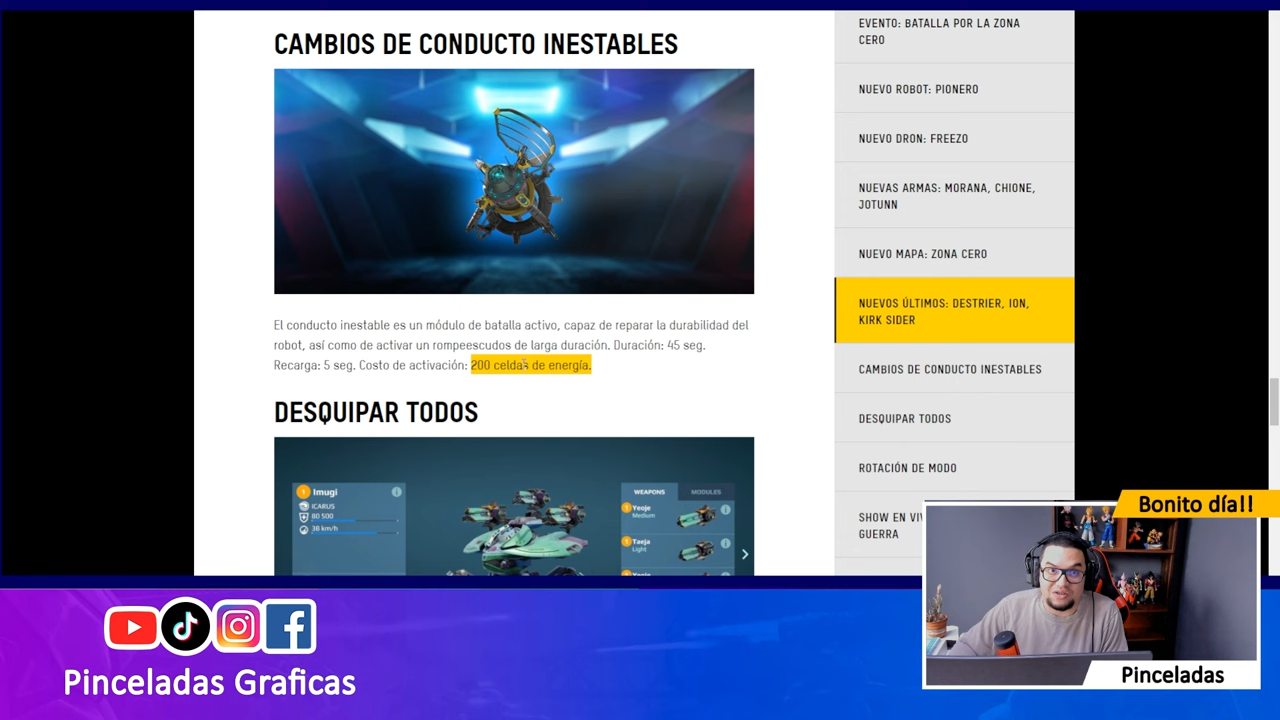 CAMBIOS DE CONDUCTO INESTABLES
El conducto inestable es un módulo de batalla activo, capaz de reparar la durabilidad del
robot, así como de activar un rompeescudos de larga duración. Duración: 45 seg.
Recarga: 5 seg. Costo de activación: 200 celdas de energía.
DESQUIPAR TODOS
1 Imugi
ICARUS
80 500
38 km/h
WEAPONS MODULES
1 Yesje
Medium
1 Taeja
Light
EVENTO: BATALLA POR LA ZONA
CERO
NUEVO ROBOT: PIONERO
NUEVO DRON: FREEZO
NUEVAS ARMAS: MORANA, CHIONE,
JOTUNN
NUEVO MAPA: ZONA CERO
NUEVOS ÚLTIMOS: DESTRIER, ION,
KIRK SIDER
CAMBIOS DE CONDUCTO INESTABLES
DESQUIPAR TODOS
ROTACIÓN DE MODO
SHOW EN VIV
GUERRA
Bonito día!!
Pinceladas
Pinceladas Graficas